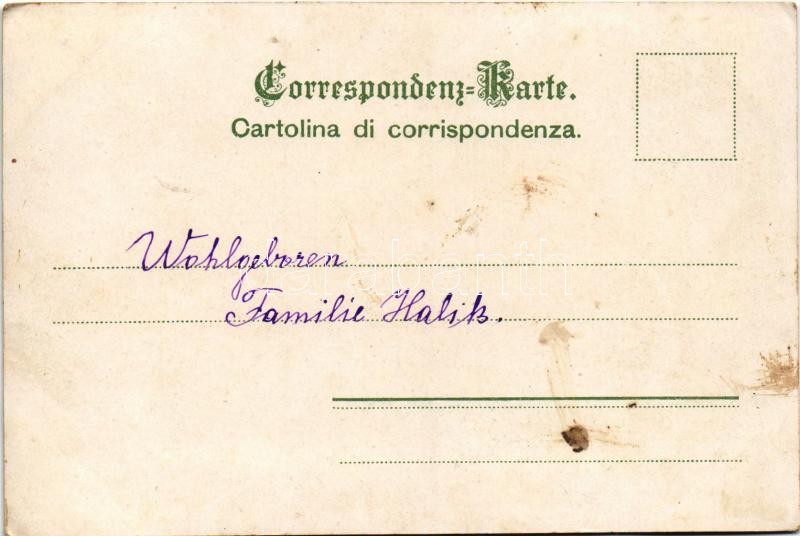 Correspondenz-Karte.
Cartolina di corrispondenza.
Wohlgeboren
Familie Halik.